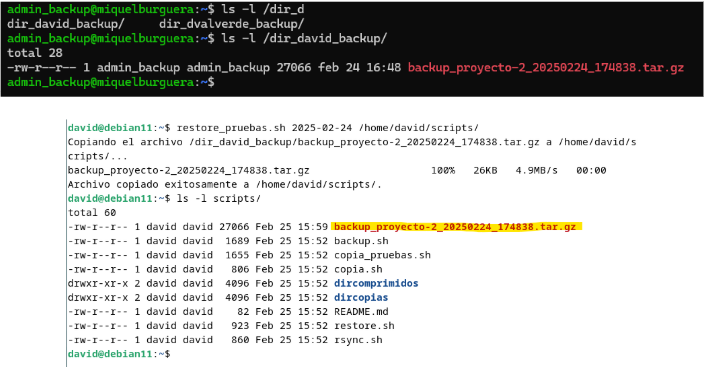 admin_backup@miquelburguera:~$ ls -l /dir_d
dir_david_backup/     dir_dvalverde_backup/
admin_backup@miquelburguera:~$ ls -l /dir_david_backup/
total 28
-rw-r--r-- 1 admin_backup admin_backup 27066 feb 24 16:48 backup_proyecto-2_20250224_174838.tar.gz
admin_backup@miquelburguera:~$
david@debian11:~$ restore_pruebas.sh 2025-02-24 /home/david/scripts/
Copiando el archivo /dir_david_backup/backup_proyecto-2_20250224_174838.tar.gz a /home/david/s
cripts/...
backup_proyecto-2_20250224_174838.tar.gz                    100%   26KB   4.9MB/s   00:00
Archivo copiado exitosamente a /home/david/scripts/.
david@debian11:~$ ls -l scripts/
total 60
-rw-r--r-- 1 david david 27066 Feb 25 15:59 backup_proyecto-2_20250224_174838.tar.gz
-rw-r--r-- 1 david david  1689 Feb 25 15:52 backup.sh
-rw-r--r-- 1 david david  1655 Feb 25 15:52 copia_pruebas.sh
-rw-r--r-- 1 david david   806 Feb 25 15:52 copia.sh
drwxr-xr-x 2 david david  4096 Feb 25 15:52 dircomprimidos
drwxr-xr-x 2 david david  4096 Feb 25 15:52 dircopias
-rw-r--r-- 1 david david    82 Feb 25 15:52 README.md
-rw-r--r-- 1 david david   923 Feb 25 15:52 restore.sh
-rw-r--r-- 1 david david   860 Feb 25 15:52 rsync.sh
david@debian11:~$